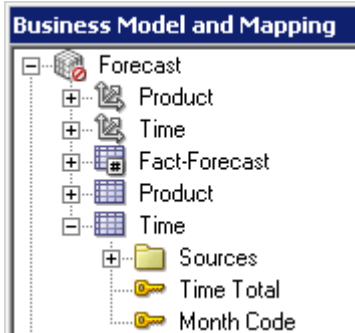 Business Model and Mapping
Forecast
Product
Time
Fact-Forecast
Product
Time
Sources
Time Total
Month Code